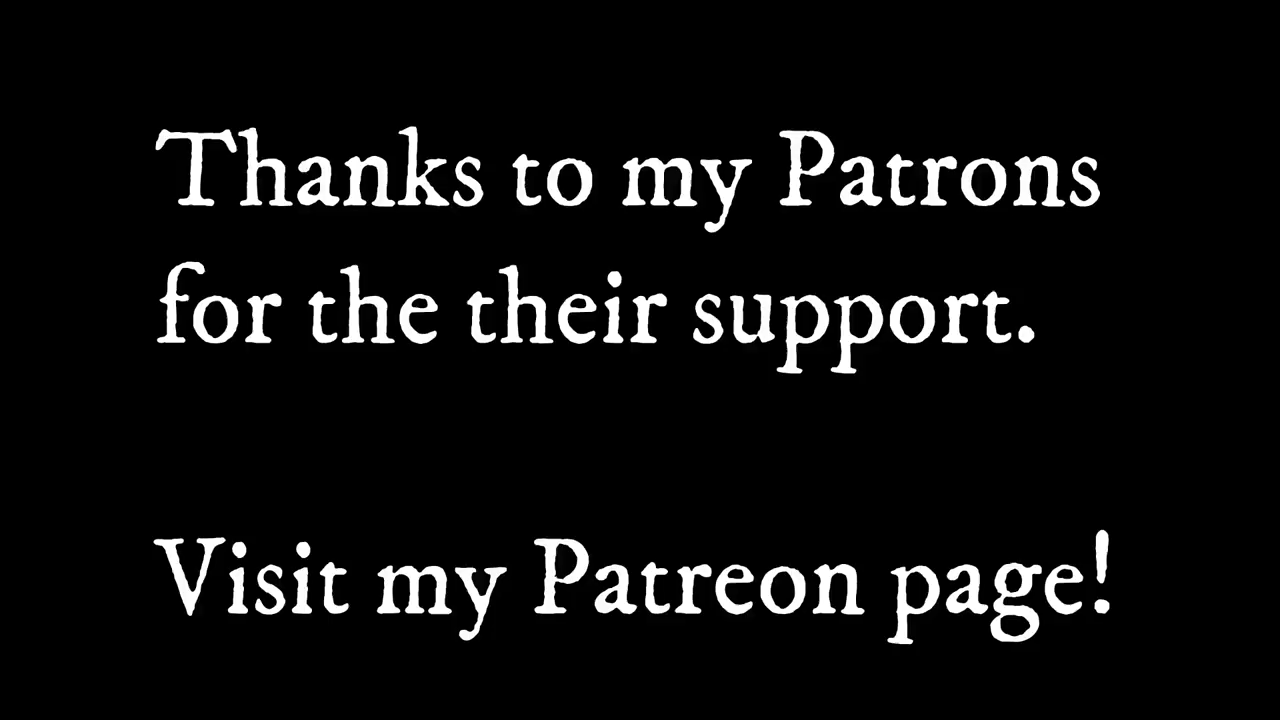 Thanks to my Patrons
for the their support.
Visit my Patreon page!